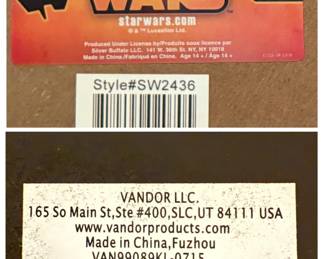 WARS
starwars.com
® & ™ Lucasfilm Ltd.
Produced Under License by/Produits sous licence par
Silver Buffalo LLC. 141 W. 36th St. NY, NY 10018
Made in China./Fabriqué en Chine. Age 14 + / Âge 14 +
Style#SW2436
VANDOR LLC.
165 So Main St,Ste #400,SLC,UT 84111 USA
www.vandorproducts.com
Made in China,Fuzhou
VAN99089KL-0715